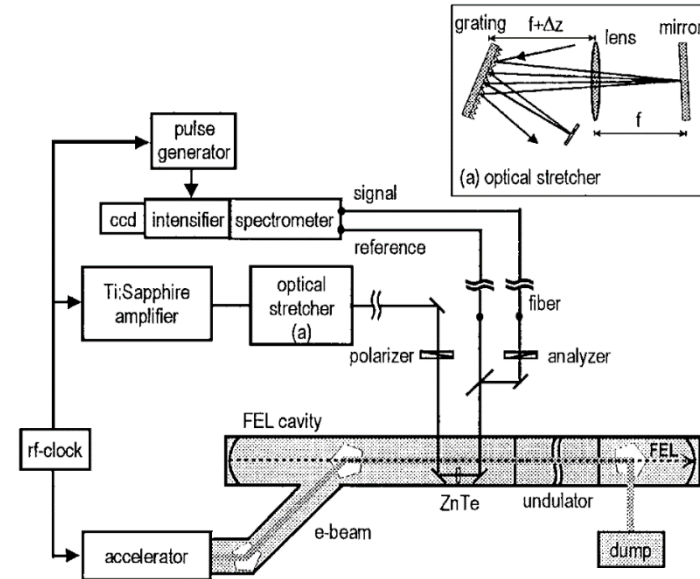 grating
f+Δz
lens
mirror
f
(a) optical stretcher
pulse
generator
signal
ccd
intensifier
spectrometer
reference
Ti:Sapphire
amplifier
optical
stretcher
(a)
fiber
polarizer
analyzer
FEL cavity
rf-clock
FEL
ZnTe
undulator
e-beam
accelerator
dump